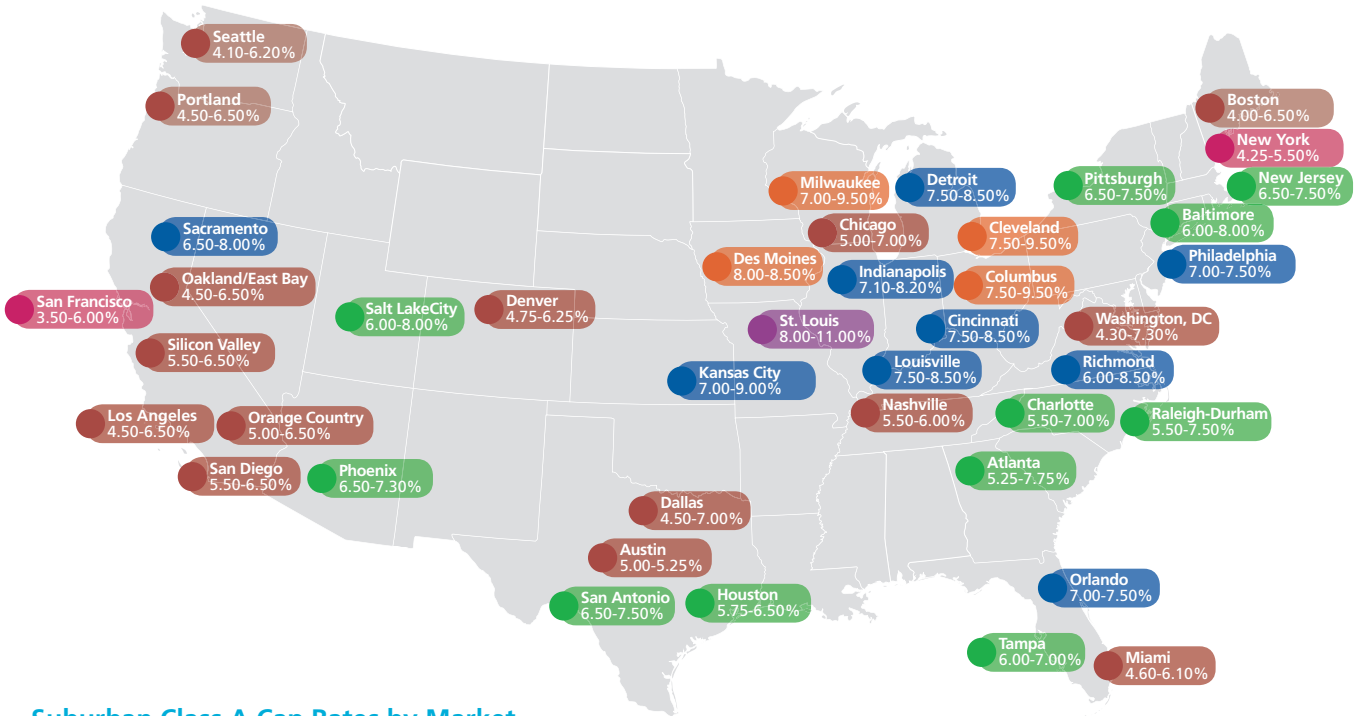 Seattle
4.10-6.20%
Portland
4.50-6.50%
Boston
4.00-6.50%
New York
4.25-5.50%
Milwaukee
7.00-9.50%
Detroit
7.50-8.50%
Pittsburgh
6.50-7.50%
New Jersey
6.50-7.50%
Sacramento
6.50-8.00%
Chicago
5.00-7.00%
Cleveland
7.50-9.50%
Baltimore
6.00-8.00%
Oakland/East Bay
4.50-6.50%
Des Moines
8.00-8.50%
Indianapolis
7.10-8.20%
Columbus
7.50-9.50%
Philadelphia
7.00-7.50%
San Francisco
3.50-6.00%
Salt LakeCity
6.00-8.00%
Denver
4.75-6.25%
St. Louis
8.00-11.00%
Cincinnati
7.50-8.50%
Washington, DC
4.30-7.30%
Silicon Valley
5.50-6.50%
Kansas City
7.00-9.00%
Louisville
7.50-8.50%
Richmond
6.00-8.50%
Los Angeles
4.50-6.50%
Orange Country
5.00-6.50%
Nashville
5.50-6.00%
Charlotte
5.50-7.00%
Raleigh-Durham
5.50-7.50%
San Diego
5.50-6.50%
Phoenix
6.50-7.30%
Atlanta
5.25-7.75%
Dallas
4.50-7.00%
Austin
5.00-5.25%
San Antonio
6.50-7.50%
Houston
5.75-6.50%
Orlando
7.00-7.50%
Tampa
6.00-7.00%
Miami
4.60-6.10%
Suburban Class A Cap Rates by Market